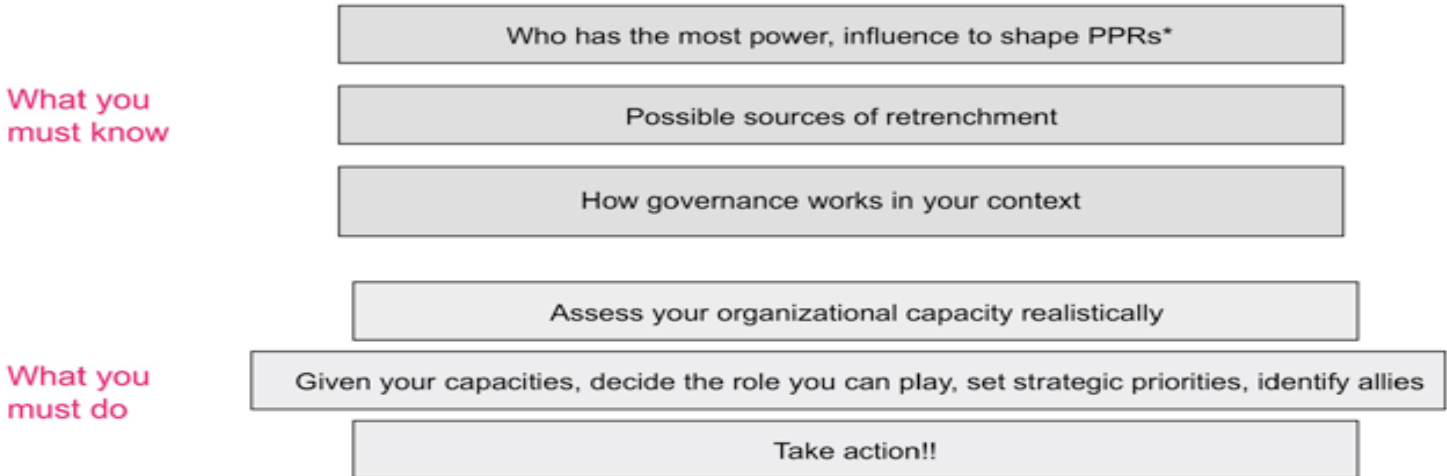 Who has the most power, influence to shape PPRs*
What you
must know
Possible sources of retrenchment
How governance works in your context
Assess your organizational capacity realistically
What you
must do
Given your capacities, decide the role you can play, set strategic priorities, identify allies
Take action!!